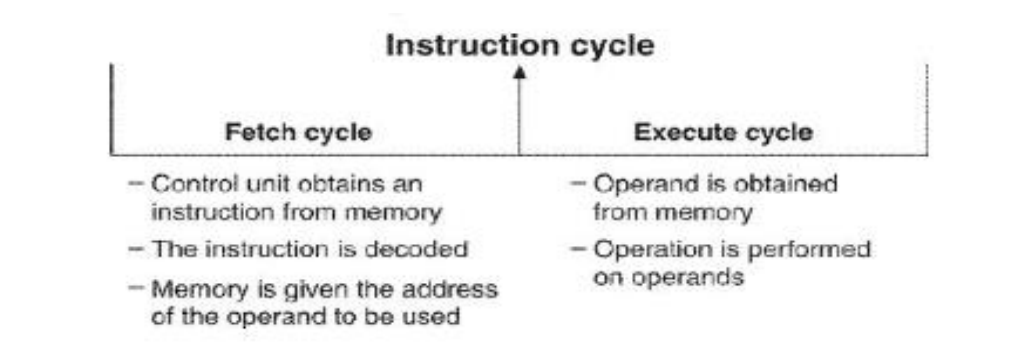 Instruction cycle
Fetch cycle
– Control unit obtains an
instruction from memory
– The instruction is decoded
– Memory is given the address
of the operand to be used
Execute cycle
– Operand is obtained
from memory
– Operation is performed
on operands